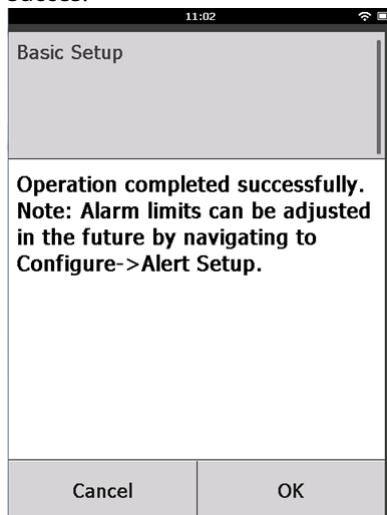 11:02
Basic Setup
Operation completed successfully.
Note: Alarm limits can be adjusted
in the future by navigating to
Configure->Alert Setup.
Cancel
OK